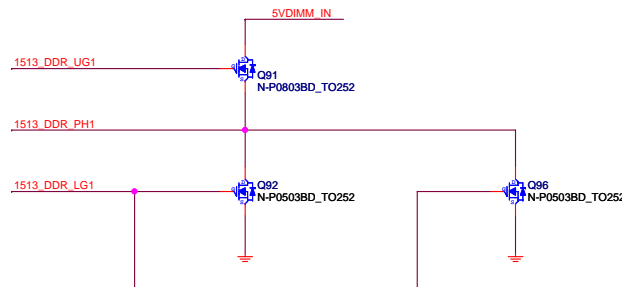 5VDIMM_IN
1513_DDR_UG1
Q91
N-P0803BD_TO252
1513_DDR_PH1
1513_DDR_LG1
Q92
N-P0503BD_TO252
Q96
N-P0503BD_TO252